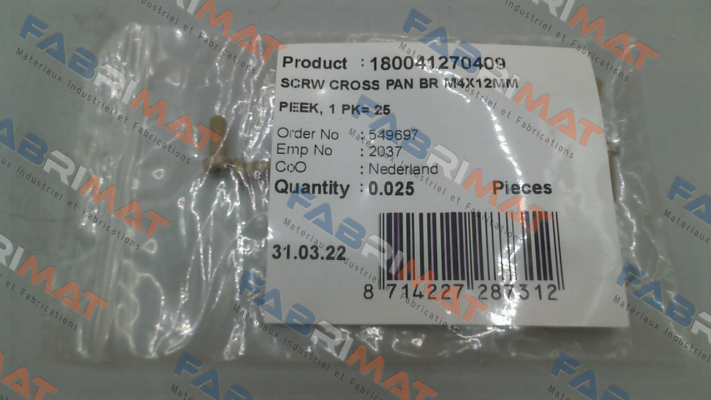 Product : 180041270409
SCRW CROSS PAN BR M4X12MM
PEEK, 1 PK= 25
Order No : 549697
Emp No : 2037
CoO : Nederland
Quantity : 0.025 Pieces
31.03.22
8 714227 287312
FABRIMAT
Materiaux Industriel et Fabrications